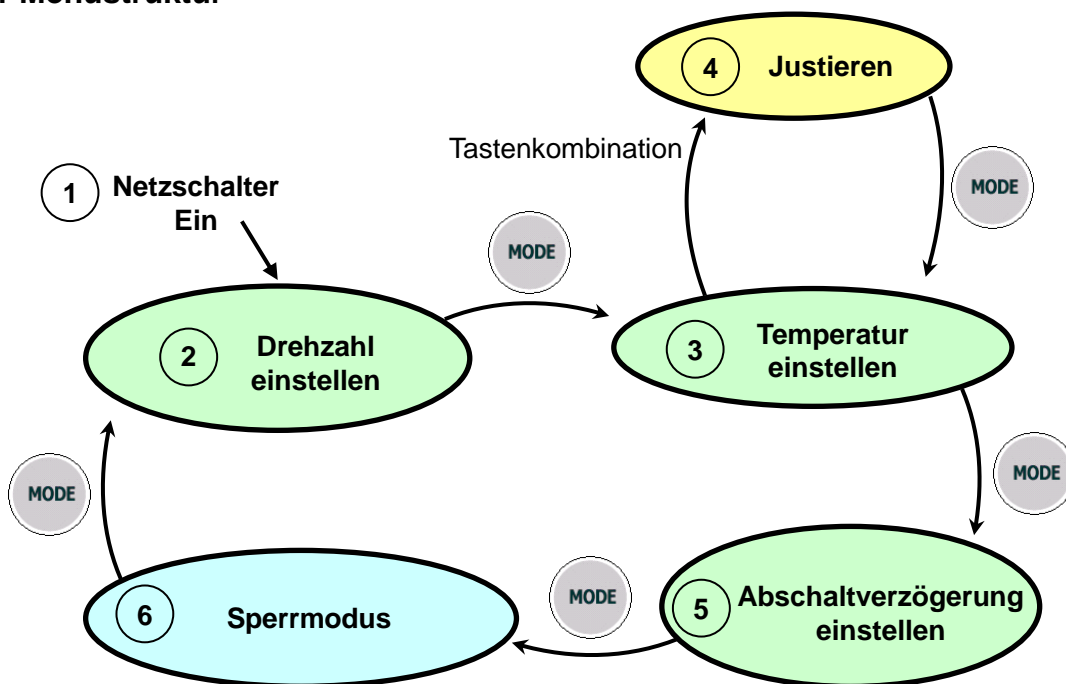 Menüstruktur
4 Justieren
Tastenkombination
MODE
1 Netzschalter
Ein
MODE
2 Drehzahl
einstellen
3 Temperatur
einstellen
MODE
MODE
MODE
5 Abschaltverzögerung
einstellen
6 Sperrmodus